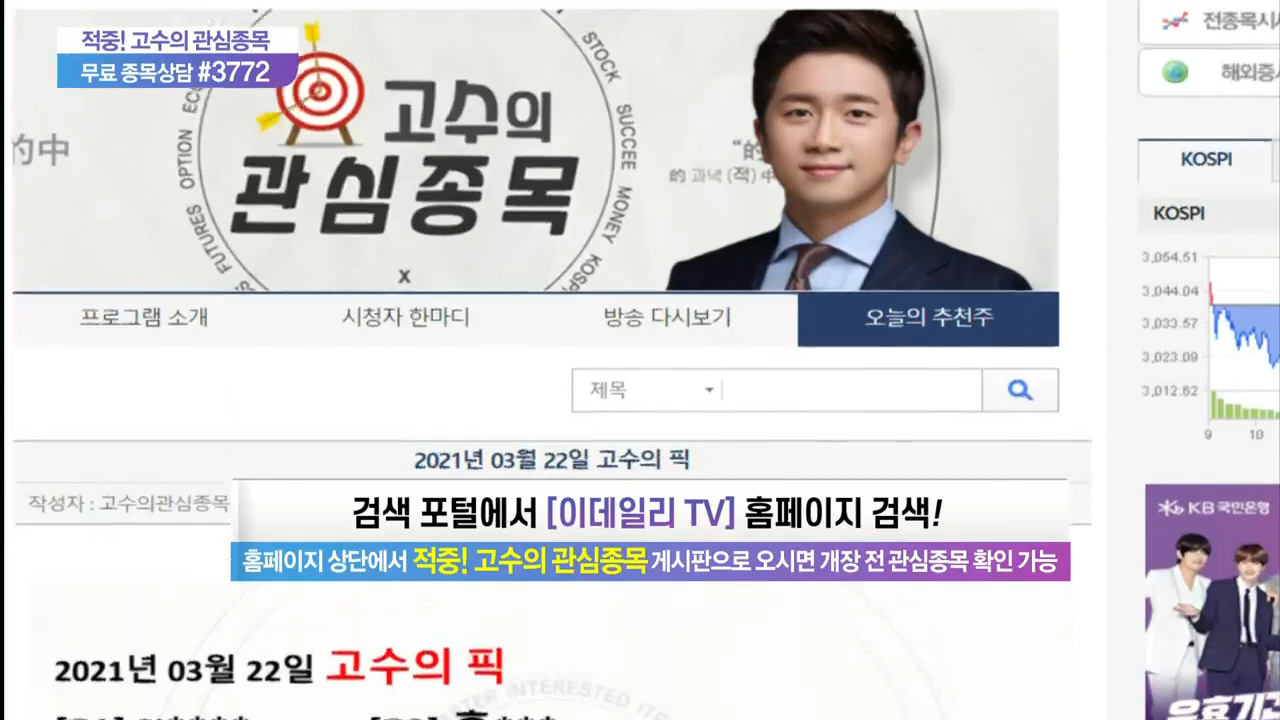 적중! 고수의 관심종목
무료 종목상담 #3772
고수의
관심종목
x
STOCK SUCCEE MONEY KOSPI
FUTURES OPTION
的中
的 과녁 (적) 中
프로그램 소개
시청자 한마디
방송 다시보기
오늘의 추천주
제목
2021년 03월 22일 고수의 픽
작성자 : 고수의관심종목
검색 포털에서 [이데일리 TV] 홈페이지 검색!
홈페이지 상단에서 적중! 고수의 관심종목 게시판으로 오시면 개장 전 관심종목 확인 가능
2021년 03월 22일 고수의 픽
INTERESTED
전종목시
해외증
KOSPI
KOSPI
3,054.51
3,044.04
3,033.57
3,023.09
3,012.62
9 10
KB 국민은행